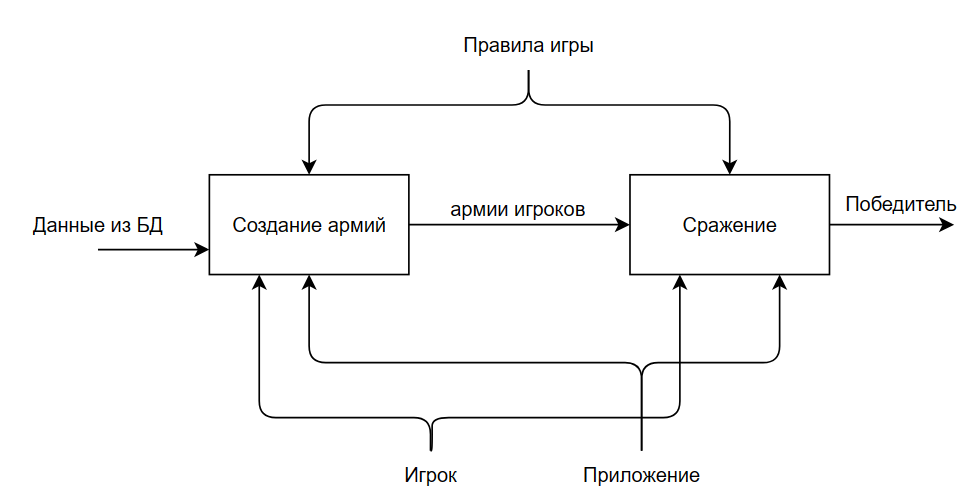 Правила игры
Данные из БД
Создание армий
армии игроков
Сражение
Победитель
Игрок
Приложение